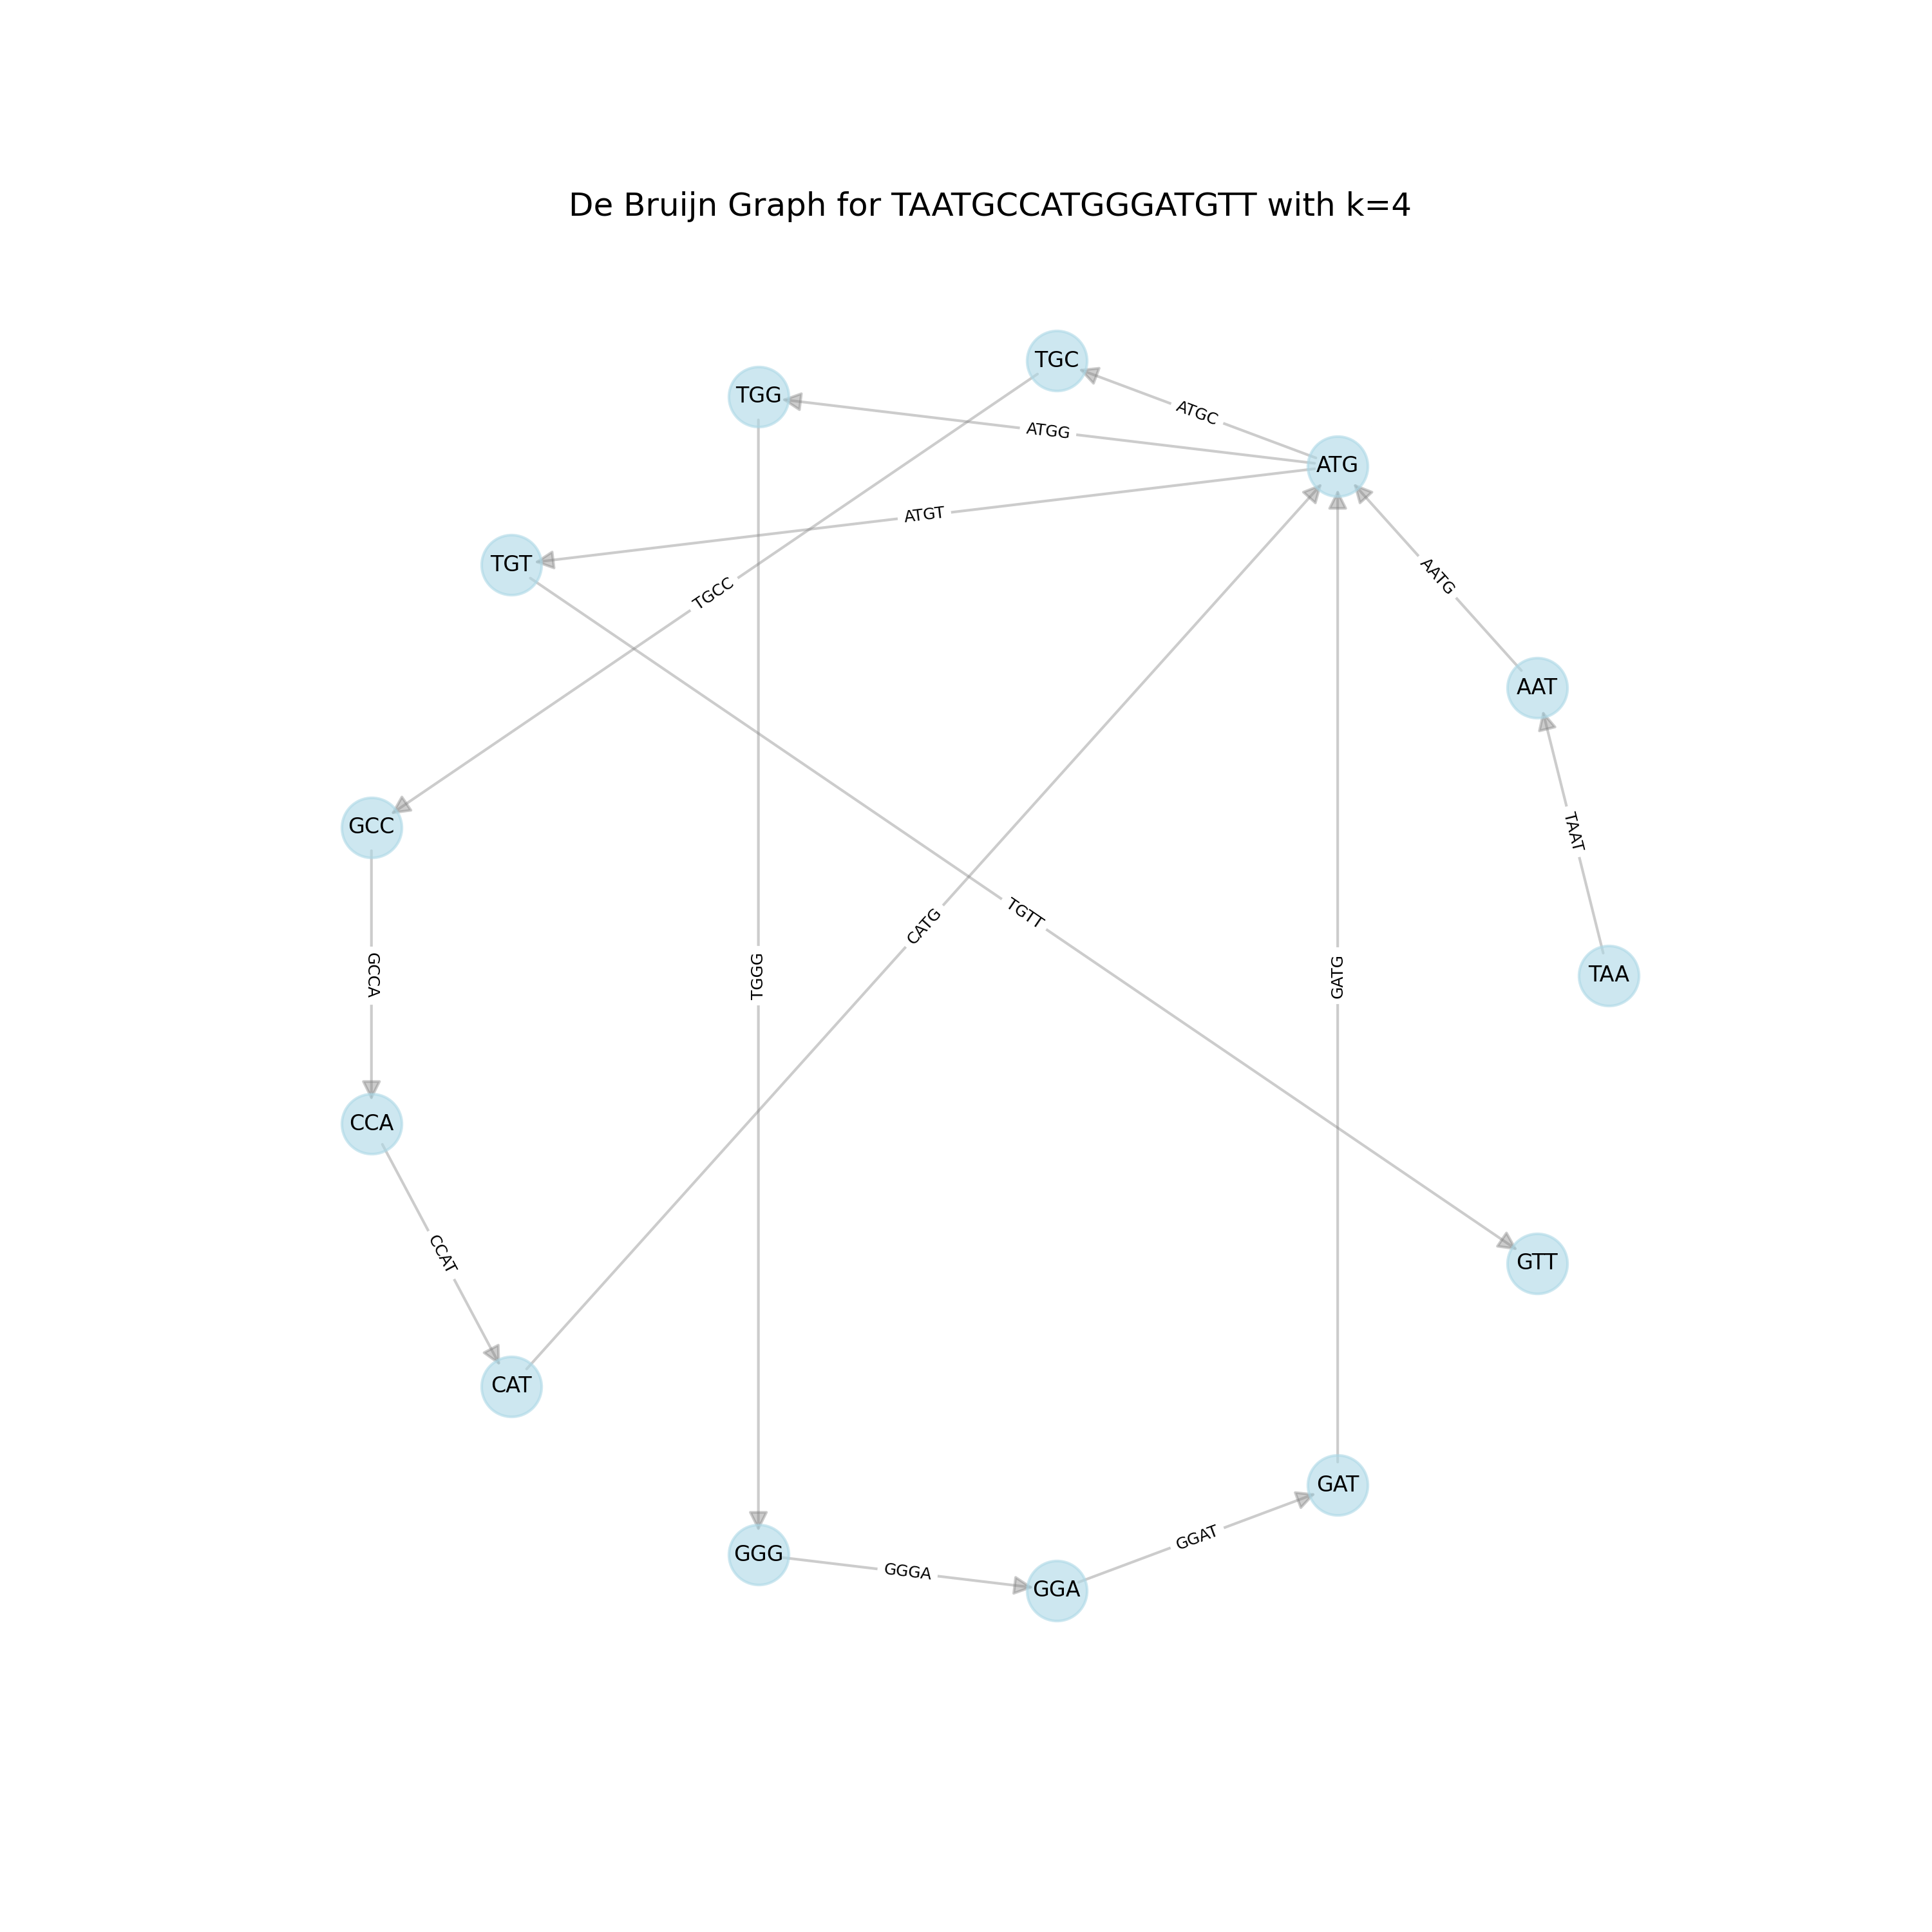 De Bruijn Graph for TAATGCCATGGGATGTT with k=4
TGC
TGG
ATGC
ATGG
ATG
ATGT
TGT
AATG
TGCC
AAT
GCC
TAAT
TGTT
CATG
GCCA
TGGG
GATG
TAA
CCA
CCAT
GTT
CAT
GAT
GGAT
GGG
GGGA
GGA